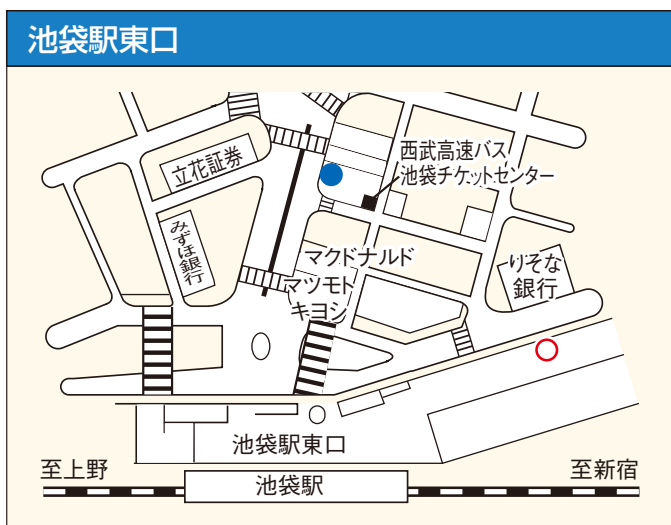 池袋駅東口
立花証券
みずほ銀行
西武高速バス
池袋チケットセンター
マクドナルド
マツモト
キヨシ
りそな
銀行
池袋駅東口
至上野
至新宿
池袋駅